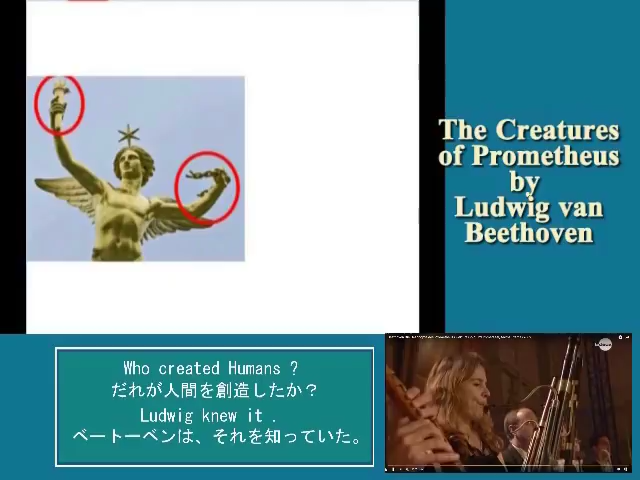 The Creatures
of Prometheus
by
Ludwig van
Beethoven
Who created Humans ?
だれが人間を創造したか？
Ludwig knew it .
ベートーベンは、それを知っていた。